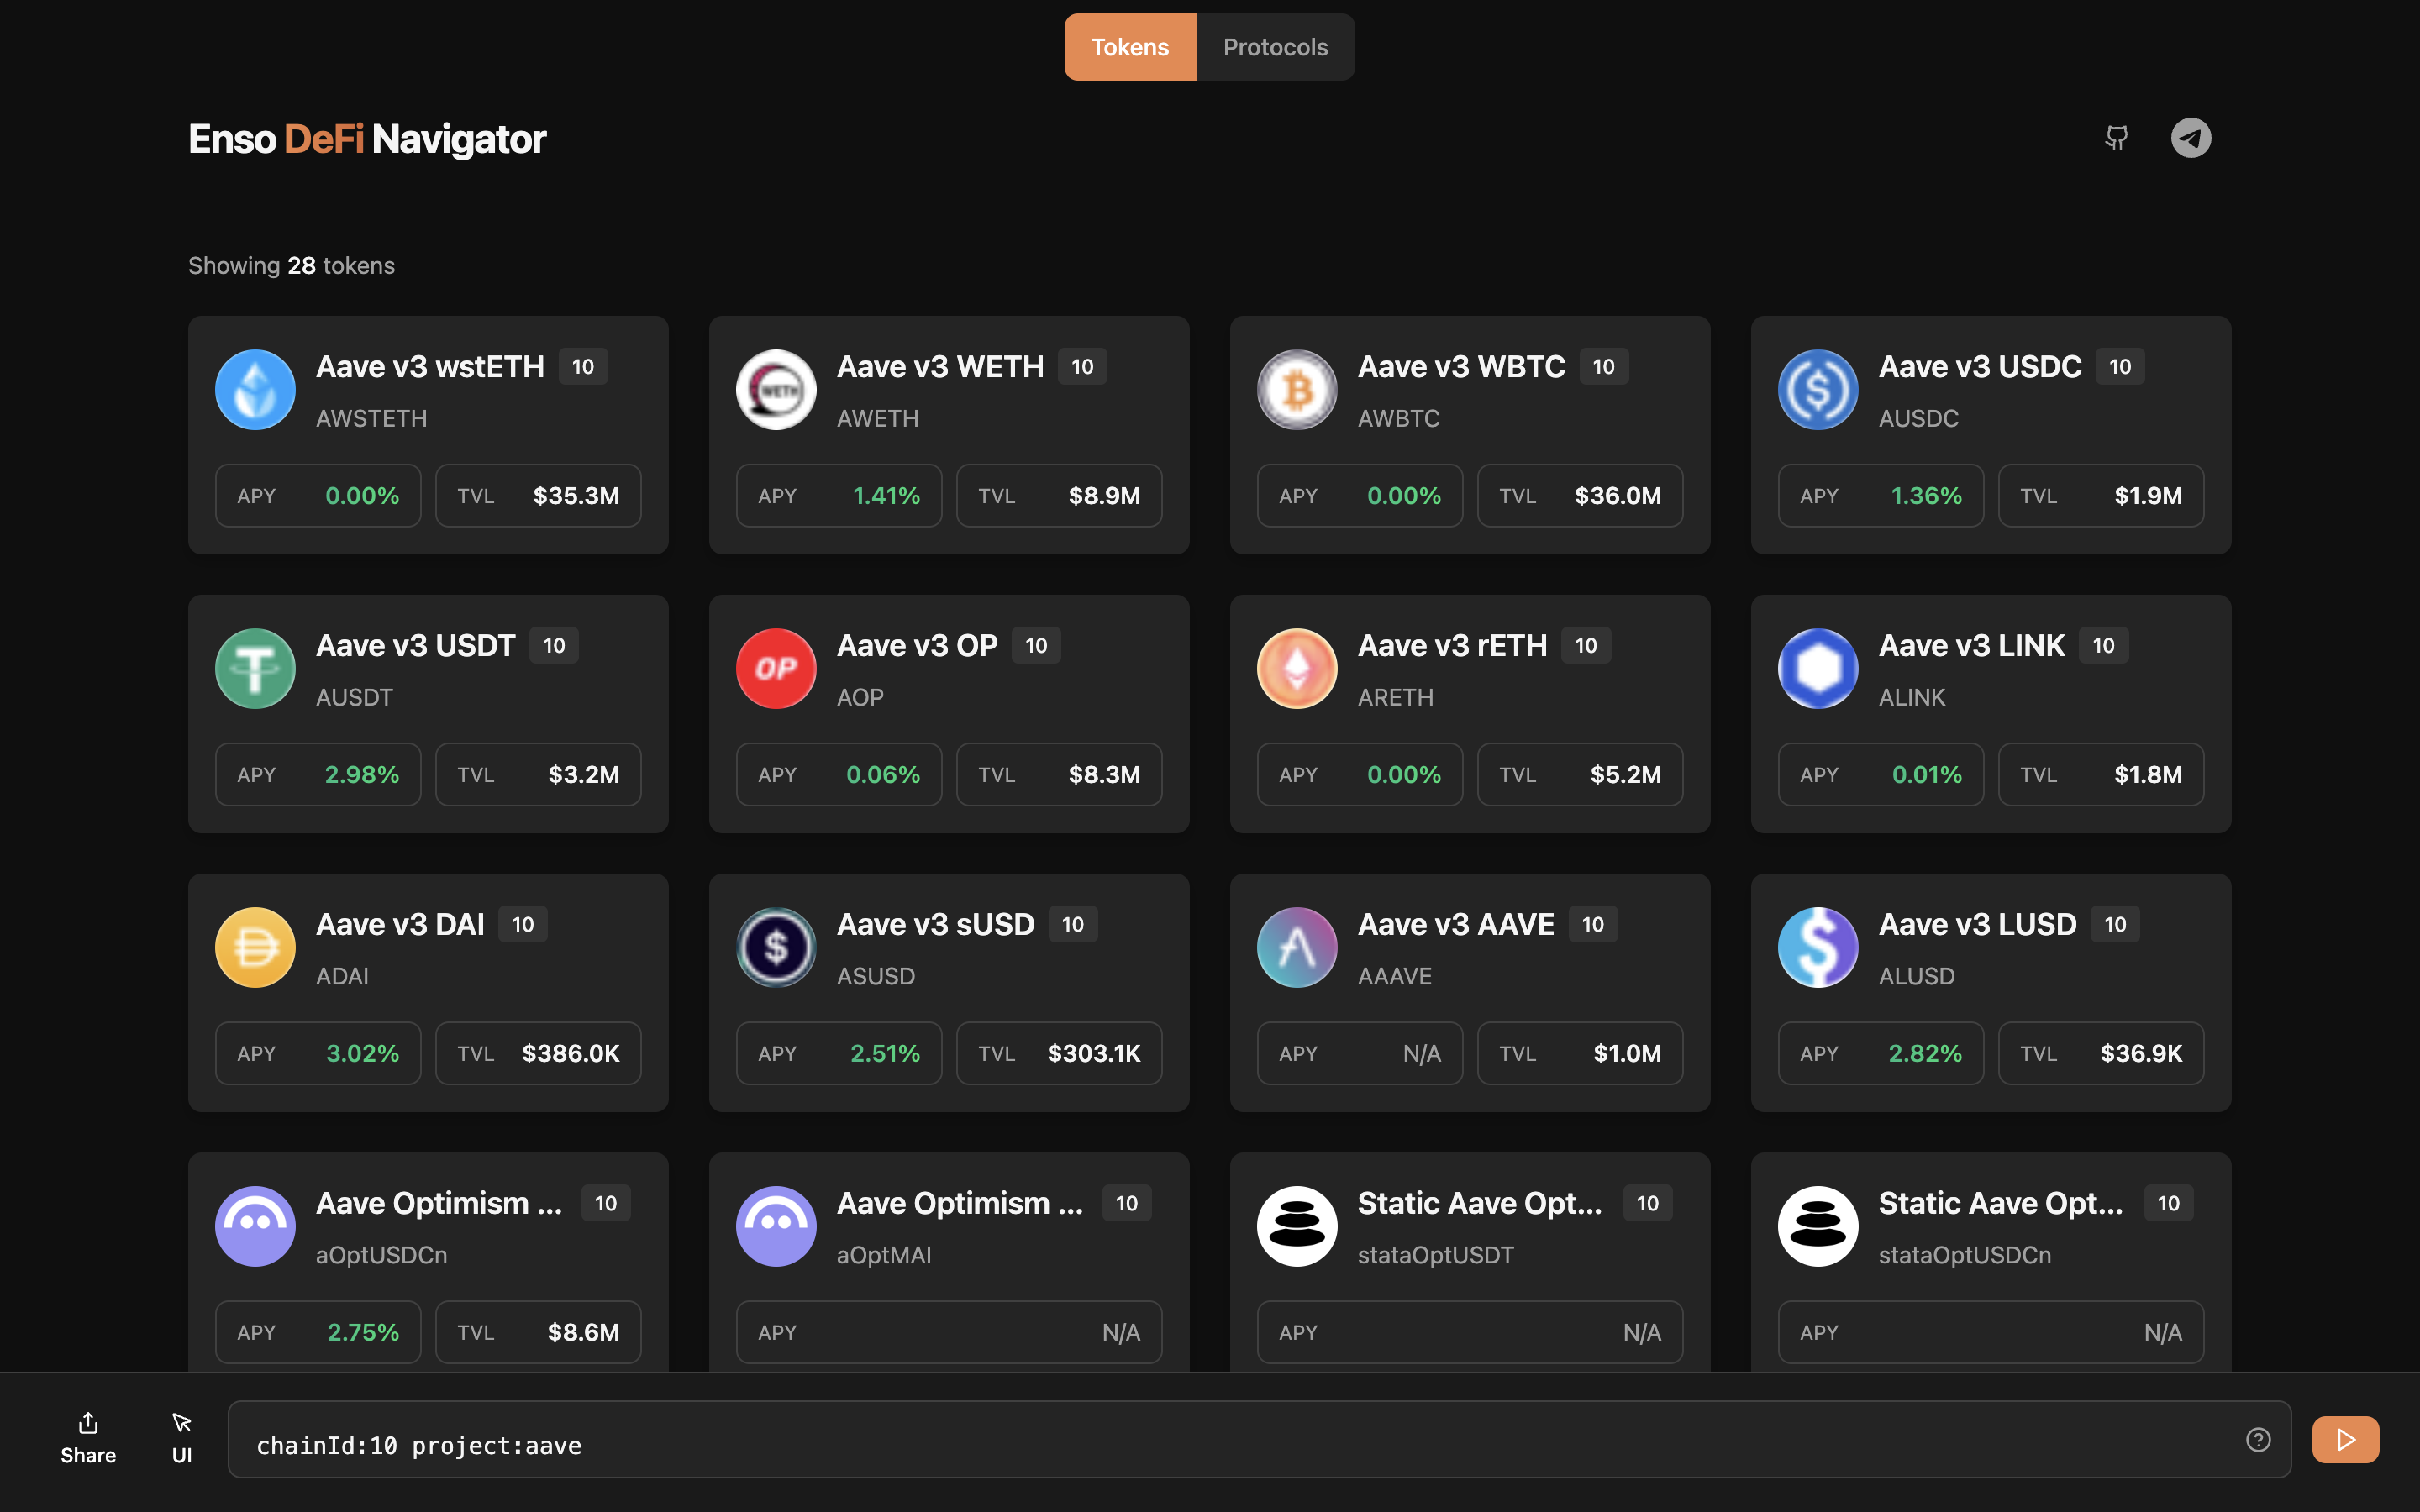 Tokens Protocols
Enso DeFi Navigator
Showing 28 tokens
Aave v3 wstETH 10
AWSTETH
APY 0.00% TVL $35.3M
Aave v3 WETH 10
AWETH
APY 1.41% TVL $8.9M
Aave v3 WBTC 10
AWBTC
APY 0.00% TVL $36.0M
Aave v3 USDC 10
AUSDC
APY 1.36% TVL $1.9M
Aave v3 USDT 10
AUSDT
APY 2.98% TVL $3.2M
Aave v3 OP 10
AOP
APY 0.06% TVL $8.3M
Aave v3 rETH 10
ARETH
APY 0.00% TVL $5.2M
Aave v3 LINK 10
ALINK
APY 0.01% TVL $1.8M
Aave v3 DAI 10
ADAI
APY 3.02% TVL $386.0K
Aave v3 sUSD 10
ASUSD
APY 2.51% TVL $303.1K
Aave v3 AAVE 10
AAAVE
APY N/A TVL $1.0M
Aave v3 LUSD 10
ALUSD
APY 2.82% TVL $36.9K
Aave Optimism ... 10
aOptUSDCn
APY 2.75% TVL $8.6M
Aave Optimism ... 10
aOptMAI
APY N/A
Static Aave Opt... 10
stataOptUSDT
APY N/A
Static Aave Opt... 10
stataOptUSDCn
APY N/A
WETH
OP
Share
UI
chainId:10 project:aave